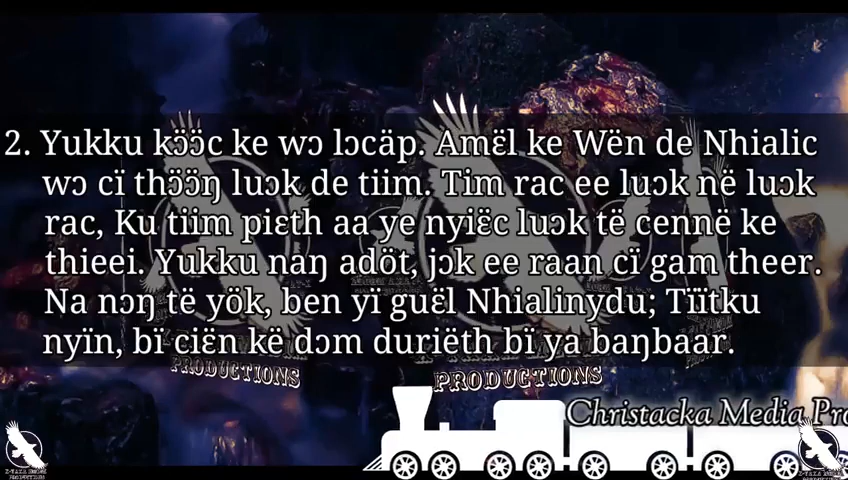 2. Yukku kɔ̈ɔ̈c ke wɔ lɔcäp. Amɛ̈l ke Wën de Nhialic
wɔ cï thɔ̈ɔ̈ŋ luɔk de tiim. Tim rac ee luɔk në luɔk
rac, Ku tiim piɛth aa ye nyiɛ̈c luɔk të cennë ke
thieei. Yukku naŋ adöt, jɔk ee raan cï gam theer.
Na nɔŋ të yök, ben yï guɛ̈l Nhialinydu; Tïïtku
nyïn, bï ciɛ̈n kë dɔm duriëth bï ya baŋbaar.
PRODUCTIONS
PRODUCTIONS
Christacka Media Pro